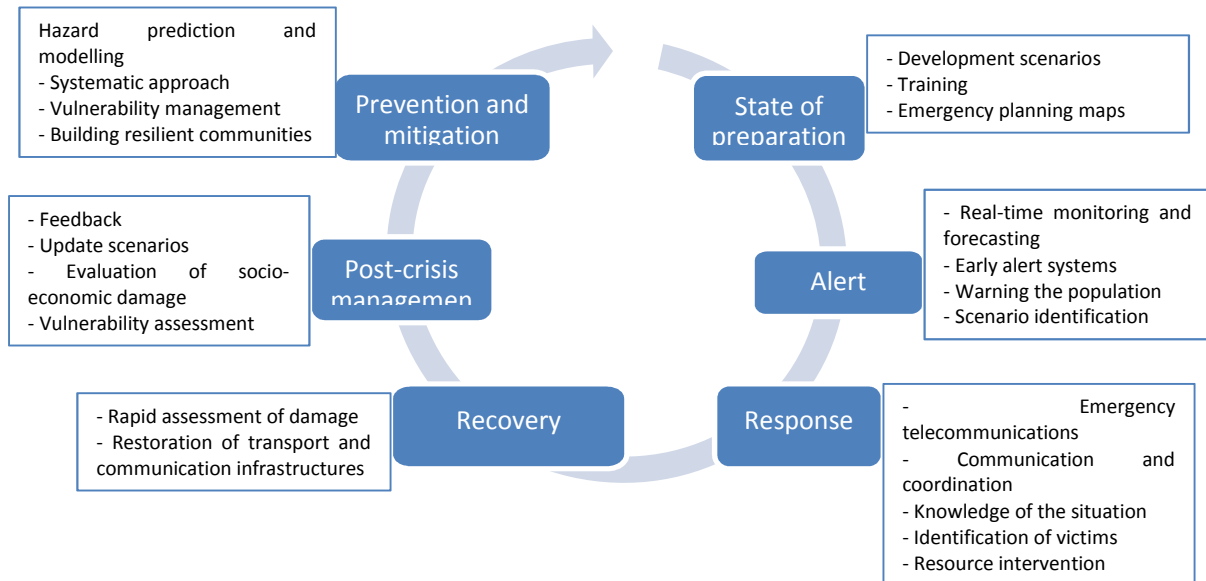 Hazard prediction and
modelling
- Systematic approach
- Vulnerability management
- Building resilient communities
Prevention and
mitigation
State of
preparation
- Development scenarios
- Training
- Emergency planning maps
- Feedback
- Update scenarios
- Evaluation of socio-
economic damage
- Vulnerability assessment
Post-crisis
managemen
Alert
- Real-time monitoring and
forecasting
- Early alert systems
- Warning the population
- Scenario identification
- Rapid assessment of damage
- Restoration of transport and
communication infrastructures
Recovery
Response
- Emergency
telecommunications
- Communication and
coordination
- Knowledge of the situation
- Identification of victims
- Resource intervention